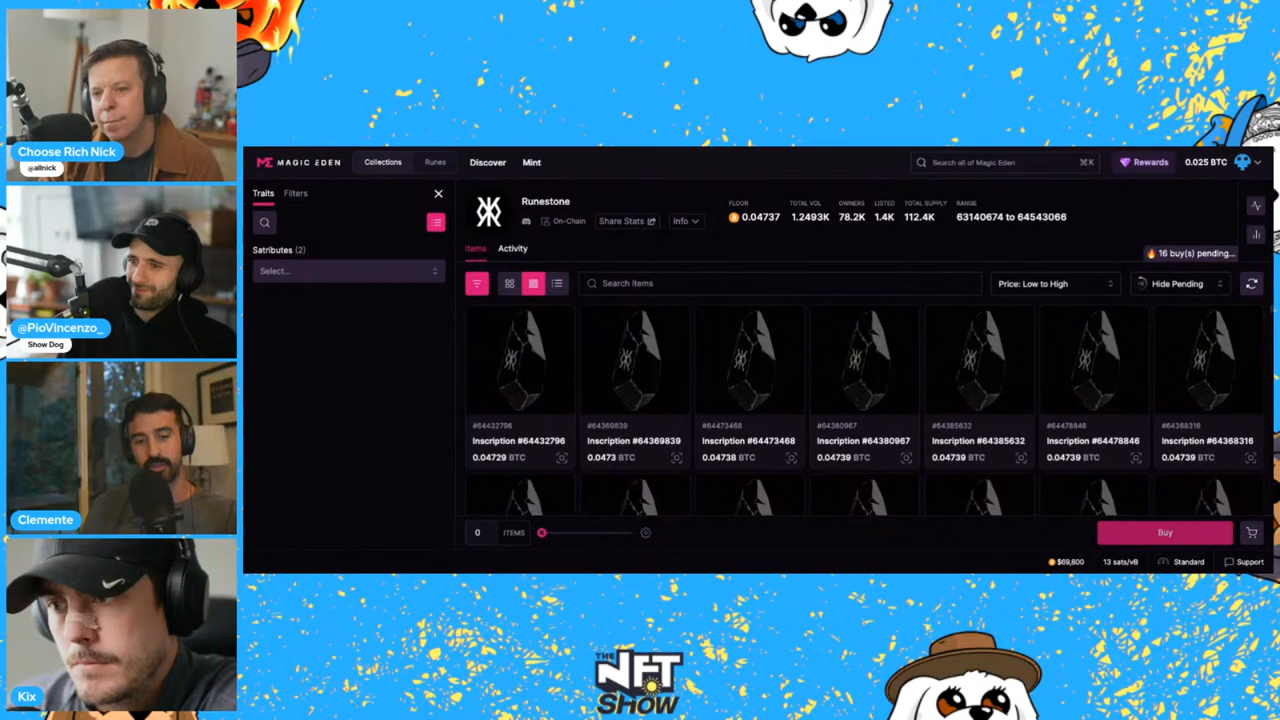 Choose Rich Nick
@allnick
@PioVincenzo_
Show Dog
Clemente
Kix
MAGIC EDEN
Collections
Runes
Discover
Mint
Search all of Magic Eden
⌘K
Rewards
0.025 BTC
Traits
Filters
Satributes (2)
Select...
Runestone
On-Chain
Share Stats
Info
FLOOR
0.04737
TOTAL VOL
1.2493K
OWNERS
78.2K
LISTED
1.4K
TOTAL SUPPLY
112.4K
RANGE
63140674 to 64543066
Items
Activity
16 buy(s) pending...
Search items
Price: Low to High
Hide Pending
#64432796
Inscription #64432796
0.04729 BTC
#64369839
Inscription #64369839
0.0473 BTC
#64473468
Inscription #64473468
0.04738 BTC
#64380967
Inscription #64380967
0.04739 BTC
#64385632
Inscription #64385632
0.04739 BTC
#64478846
Inscription #64478846
0.04739 BTC
#64368316
Inscription #64368316
0.04739 BTC
0
ITEMS
Buy
$69,800
13 sats/vB
Standard
Support
THE
NFT
SHOW